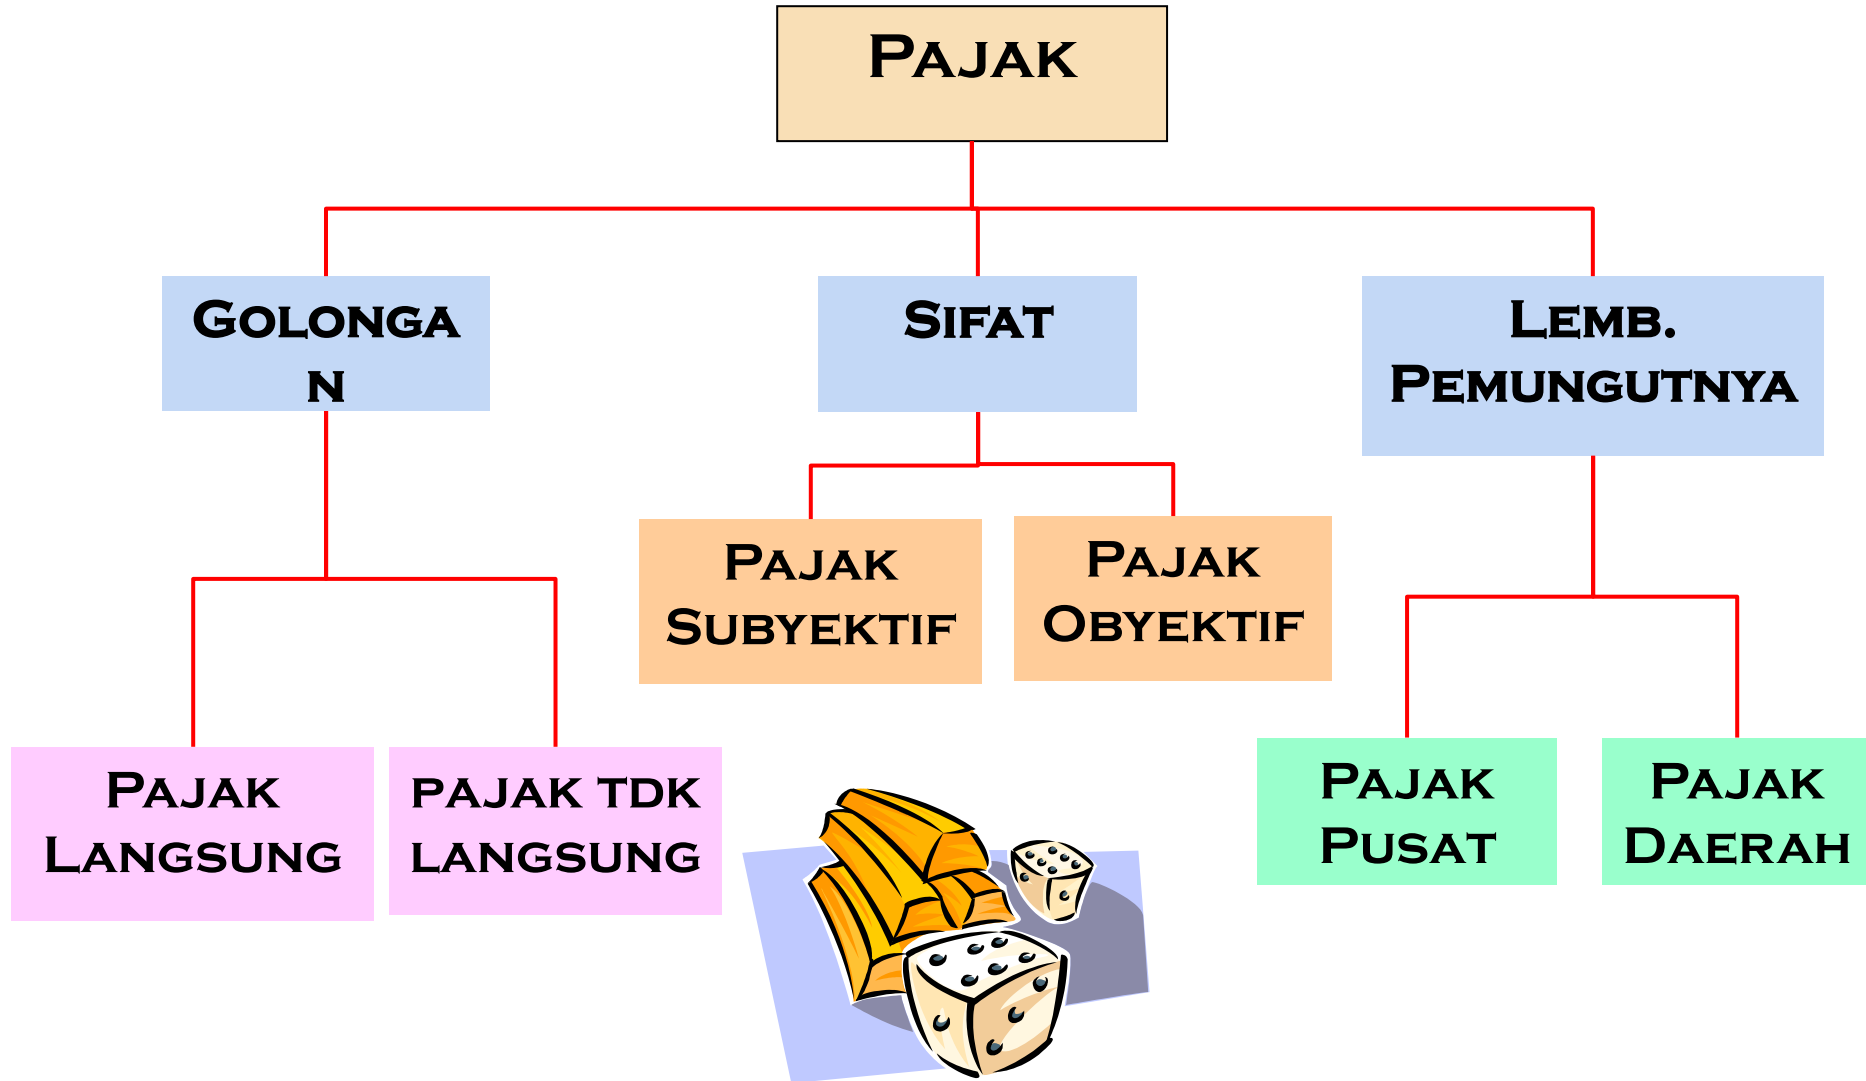 Pajak
Golonga
n
Sifat
Lemb.
Pemungutnya
Pajak
Subyektif
Pajak
Obyektif
Pajak
Langsung
pajak tdk
langsung
Pajak
Pusat
Pajak
Daerah